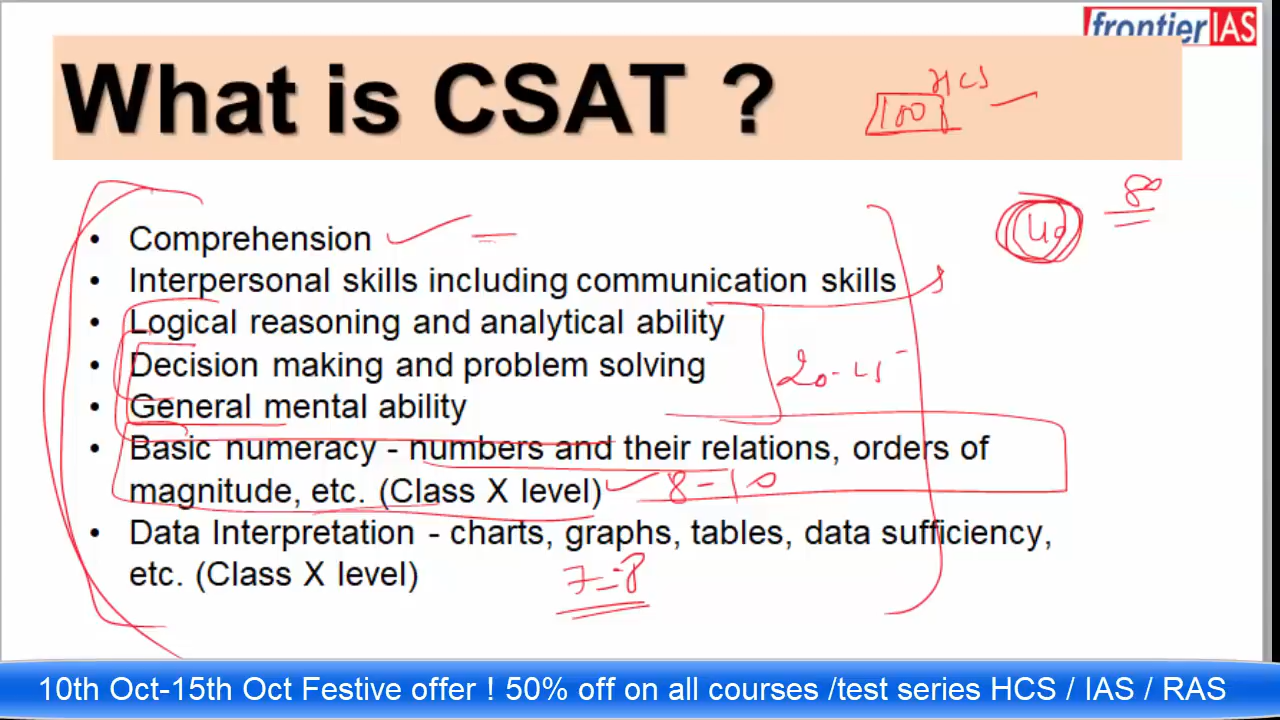 frontier IAS
What is CSAT ?
HCS
100
80
40
• Comprehension
• Interpersonal skills including communication skills
• Logical reasoning and analytical ability
• Decision making and problem solving
20-
• General mental ability
• Basic numeracy - numbers and their relations, orders of
magnitude, etc. (Class X level)
8-10
• Data Interpretation - charts, graphs, tables, data sufficiency,
etc. (Class X level)
7-8
10th Oct-15th Oct Festive offer ! 50% off on all courses /test series HCS / IAS / RAS